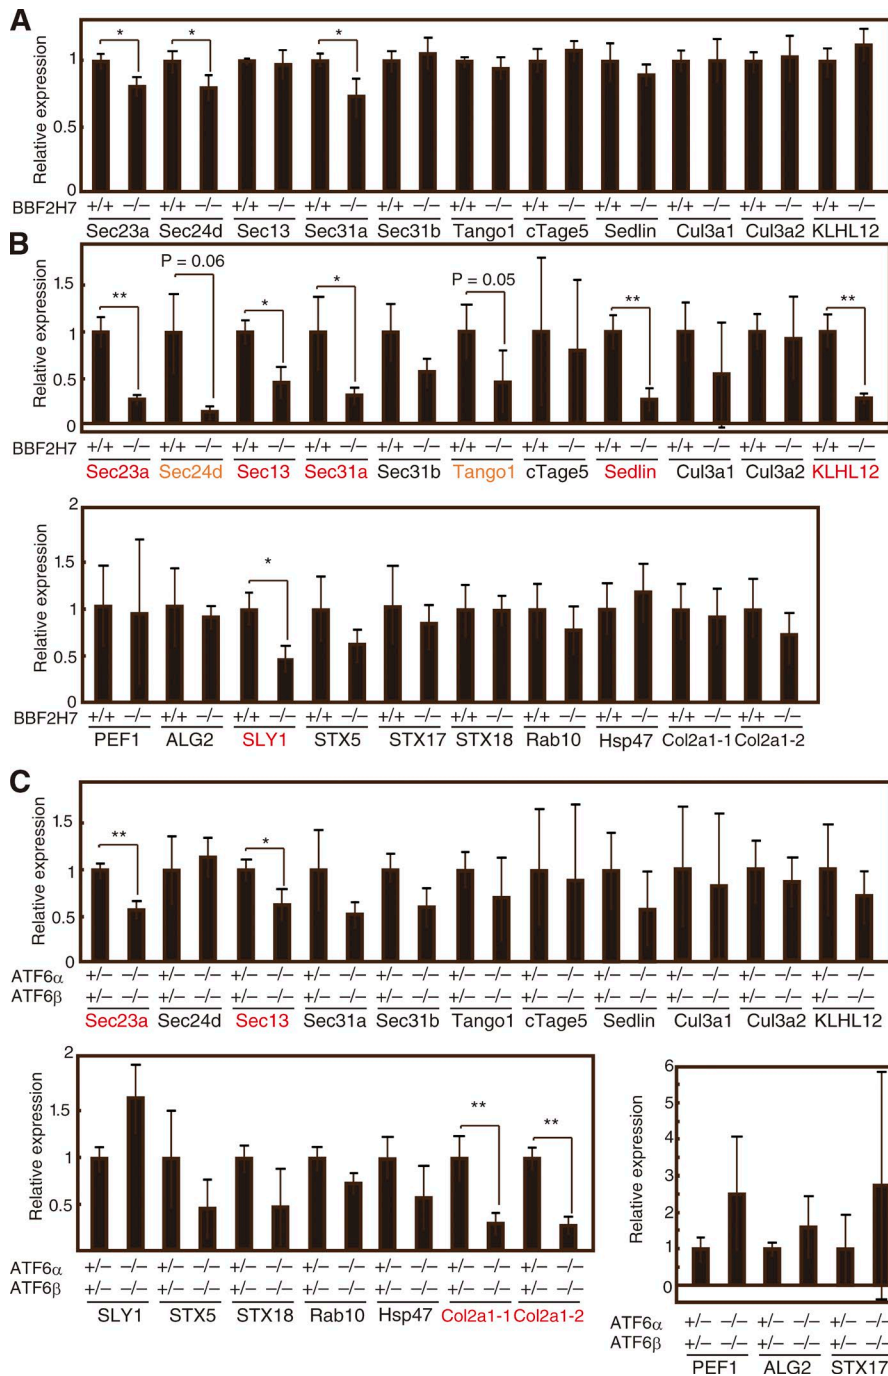 A
Relative expression
1
0.5
0
* * *
BBF2H7 +/+ −/− +/+ −/− +/+ −/− +/+ −/− +/+ −/− +/+ −/− +/+ −/− +/+ −/− +/+ −/− +/+ −/− +/+ −/−
Sec23a Sec24d Sec13 Sec31a Sec31b Tango1 cTage5 Sedlin Cul3a1 Cul3a2 KLHL12
B
Relative expression
1.5
1
0.5
0
** P = 0.06 * * P = 0.05 ** **
BBF2H7 +/+ −/− +/+ −/− +/+ −/− +/+ −/− +/+ −/− +/+ −/− +/+ −/− +/+ −/− +/+ −/− +/+ −/− +/+ −/−
Sec23a Sec24d Sec13 Sec31a Sec31b Tango1 cTage5 Sedlin Cul3a1 Cul3a2 KLHL12
Relative expression
2
1.5
1
0.5
0
*
BBF2H7 +/+ −/− +/+ −/− +/+ −/− +/+ −/− +/+ −/− +/+ −/− +/+ −/− +/+ −/− +/+ −/− +/+ −/−
PEF1 ALG2 SLY1 STX5 STX17 STX18 Rab10 Hsp47 Col2a1-1 Col2a1-2
C
Relative expression
1.5
1
0.5
0
** *
ATF6α +/− −/− +/− −/− +/− −/− +/− −/− +/− −/− +/− −/− +/− −/− +/− −/− +/− −/− +/− −/− +/− −/−
ATF6β +/− −/− +/− −/− +/− −/− +/− −/− +/− −/− +/− −/− +/− −/− +/− −/− +/− −/− +/− −/− +/− −/−
Sec23a Sec24d Sec13 Sec31a Sec31b Tango1 cTage5 Sedlin Cul3a1 Cul3a2 KLHL12
Relative expression
2
1.5
1
0.5
** **
ATF6α +/− −/− +/− −/− +/− −/− +/− −/− +/− −/− +/− −/− +/− −/−
ATF6β +/− −/− +/− −/− +/− −/− +/− −/− +/− −/− +/− −/− +/− −/−
SLY1 STX5 STX18 Rab10 Hsp47 Col2a1-1 Col2a1-2
Relative expression
6
5
4
3
2
1
0
ATF6α +/− −/− +/− −/− +/− −/−
ATF6β +/− −/− +/− −/− +/− −/−
PEF1 ALG2 STX17